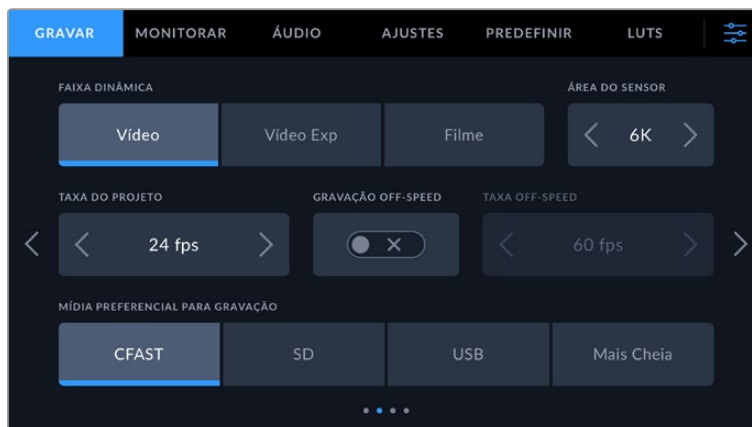 GRAVAR MONITORAR ÁUDIO AJUSTES PREDEFINIR LUTS
FAIXA DINÂMICA ÁREA DO SENSOR
Vídeo Vídeo Exp Filme 6K
TAXA DO PROJETO GRAVAÇÃO OFF-SPEED TAXA OFF-SPEED
24 fps 60 fps
MÍDIA PREFERENCIAL PARA GRAVAÇÃO
CFAST SD USB Mais Cheia